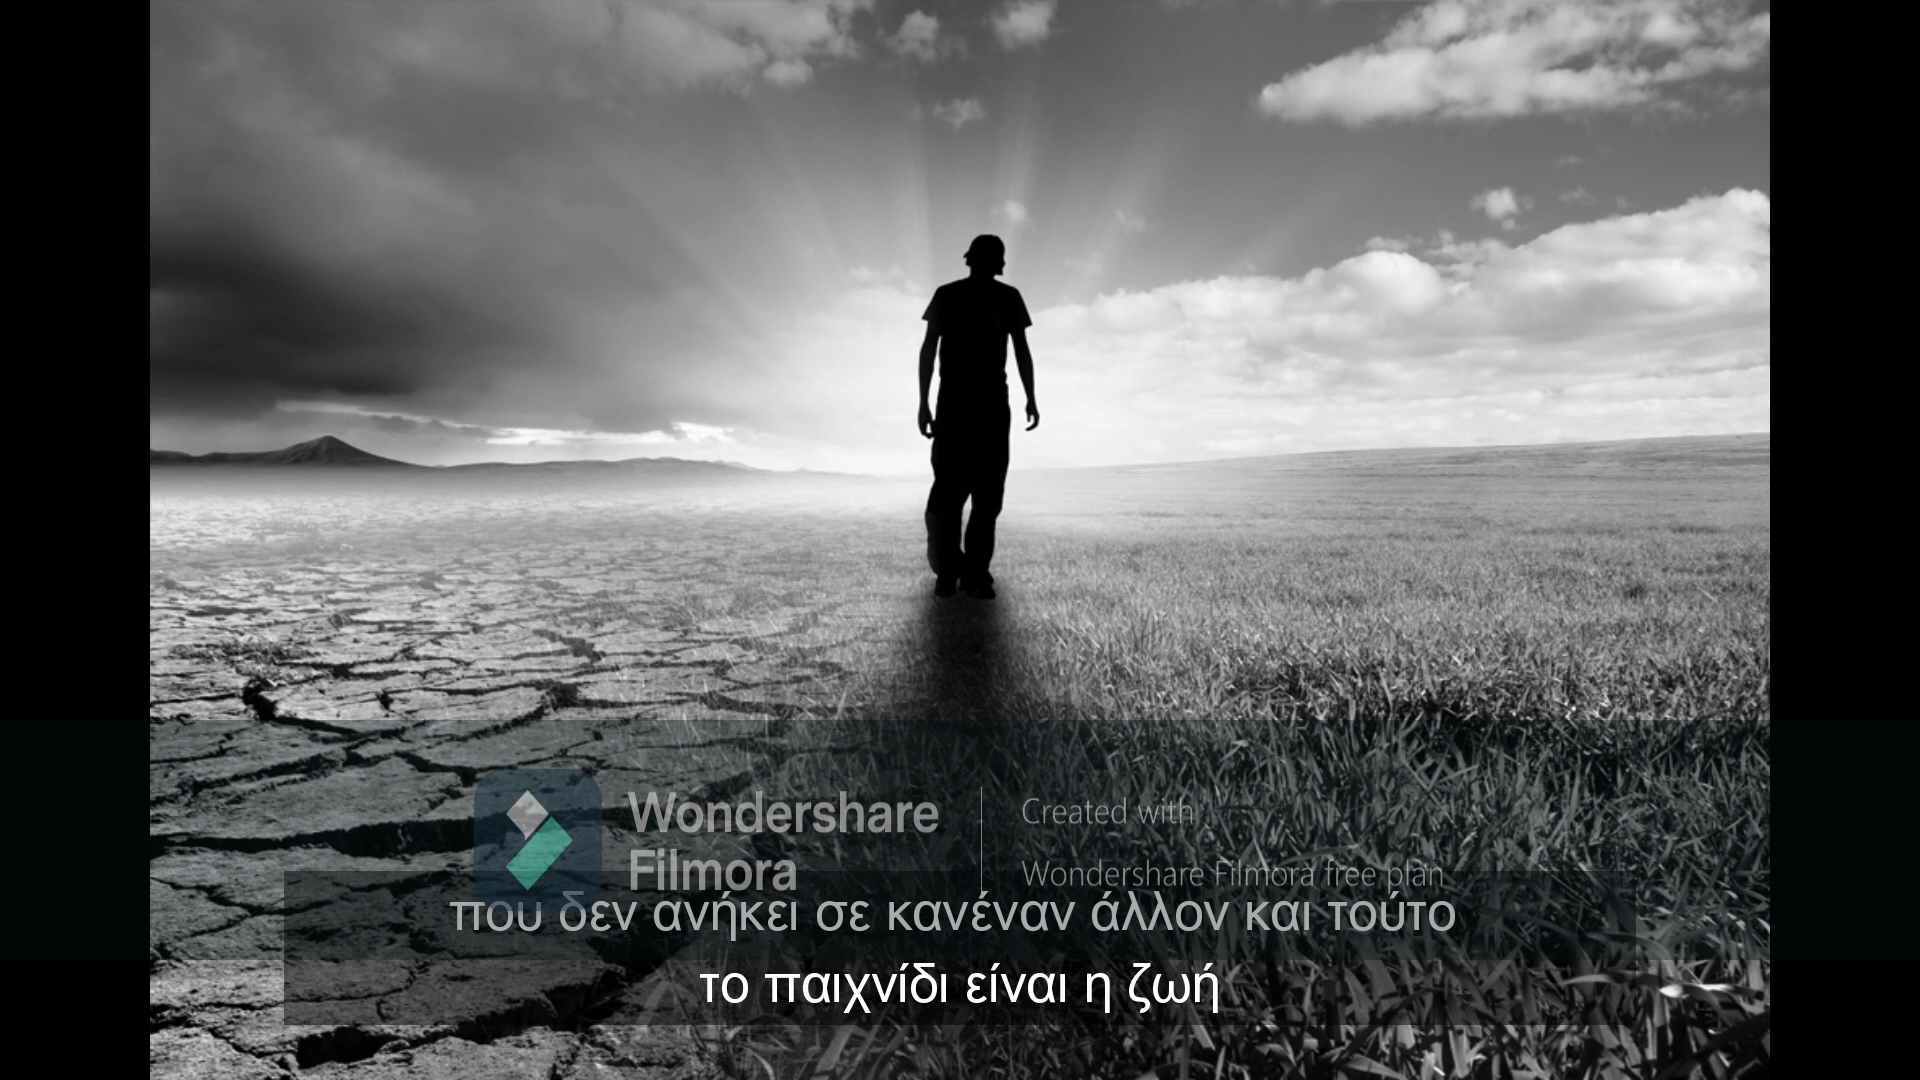 Wondershare
Filmora
Created with
Wondershare Filmora free plan
που δεν ανήκει σε κανέναν άλλον και τούτο
το παιχνίδι είναι η ζωή